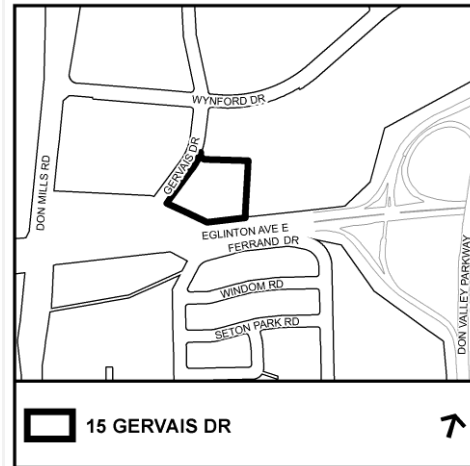 WYNFORD DR
GERVAIS DR
DON MILLS RD
EGLINTON AVE E
FERRAND DR
WINDOM RD
SETON PARK RD
DON VALLEY PARKWAY
15 GERVAIS DR